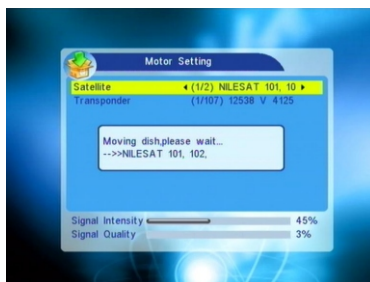 Motor Setting
Satellite (1/2) NILESAT 101, 10
Transponder (1/107) 12538 V 4125
Moving dish,please wait...
-->>NILESAT 101, 102,
Signal Intensity 45%
Signal Quality 3%